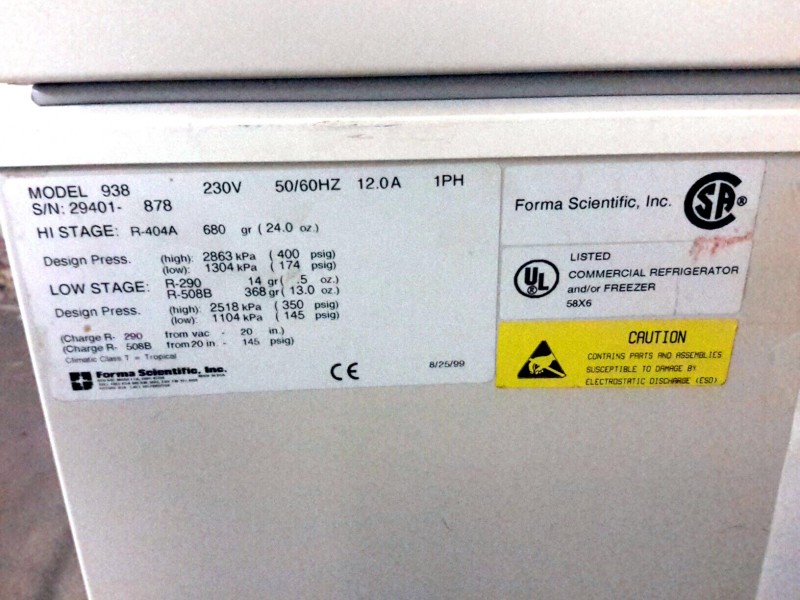 MODEL 938 230V 50/60HZ 12.0A 1PH
S/N: 29401- 878
HI STAGE: R-404A 680 gr ( 24.0 oz.)
Design Press. (high): 2863 kPa ( 400 psig)
(low): 1304 kPa ( 174 psig)
LOW STAGE: R-290 14 gr( .5 oz.)
R-508B 368 gr ( 13.0 oz.)
Design Press. (high): 2518 kPa ( 350 psig)
(low): 1104 kPa ( 145 psig)
(Charge R- 290 from vac - 20 in.)
(Charge R- 508B from 20 in - 145 psig)
Climatic Class T - Tropical
Forma Scientific, Inc.
CE
8/25/99
Forma Scientific, Inc.
SA®
UL
®
LISTED
COMMERCIAL REFRIGERATOR
and/or FREEZER
58X6
CAUTION
CONTAINS PARTS AND ASSEMBLIES
SUSCEPTIBLE TO DAMAGE BY
ELECTROSTATIC DISCHARGE (ESD)